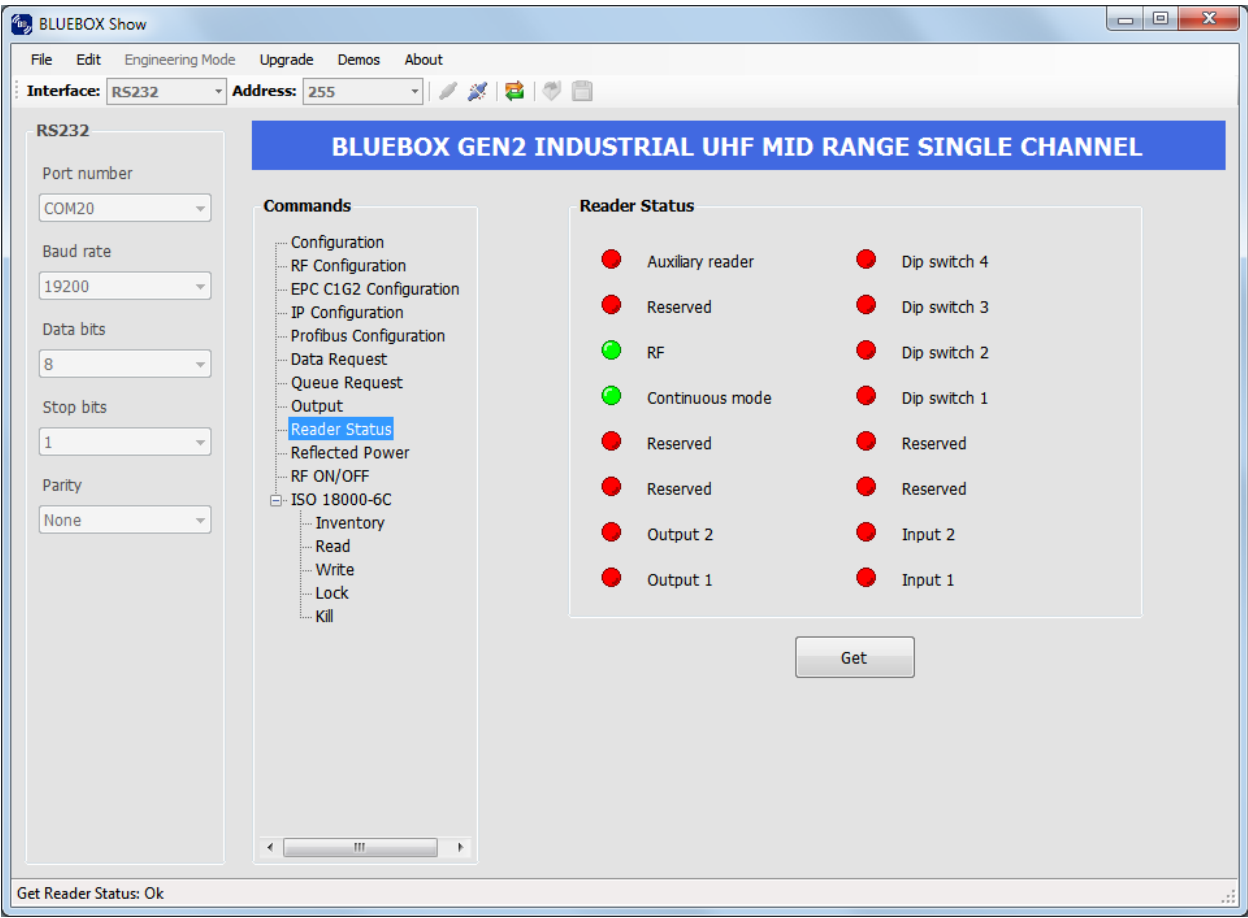 BLUEBOX Show
File Edit Engineering Mode Upgrade Demos About
Interface: RS232 Address: 255
RS232
Port number
COM20
Baud rate
19200
Data bits
8
Stop bits
1
Parity
None
BLUEBOX GEN2 INDUSTRIAL UHF MID RANGE SINGLE CHANNEL
Commands
Configuration
RF Configuration
EPC C1G2 Configuration
IP Configuration
Profibus Configuration
Data Request
Queue Request
Output
Reader Status
Reflected Power
RF ON/OFF
ISO 18000-6C
Inventory
Read
Write
Lock
Kill
Reader Status
Auxiliary reader Dip switch 4
Reserved Dip switch 3
RF Dip switch 2
Continuous mode Dip switch 1
Reserved Reserved
Reserved Reserved
Output 2 Input 2
Output 1 Input 1
Get
Get Reader Status: Ok